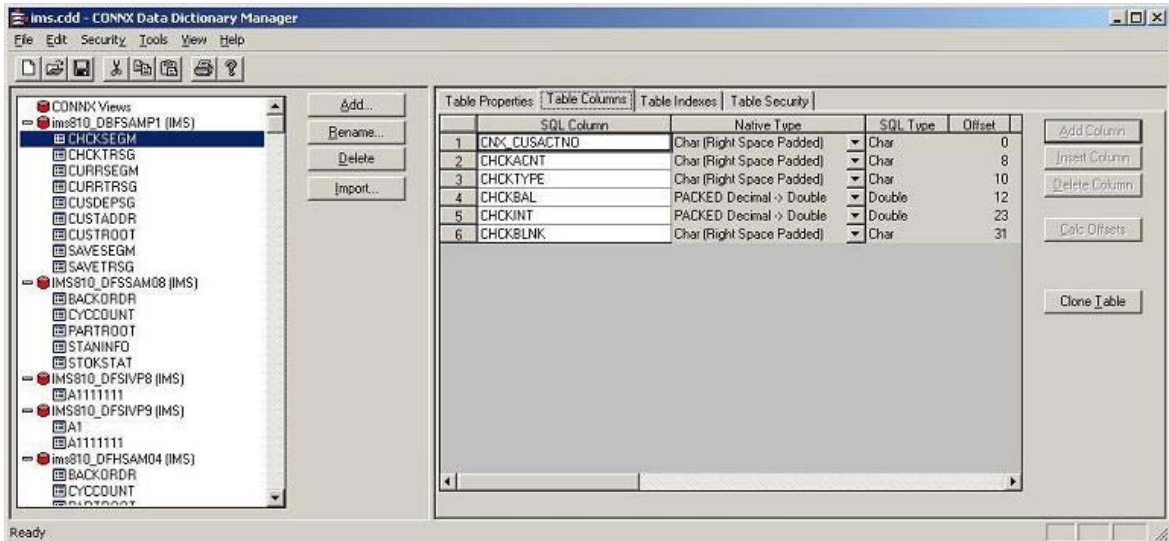 ims.cdd - CONNX Data Dictionary Manager
File Edit Security Tools View Help
CONNX Views
ims810_DBFSAMP1 (IMS)
CHCKSEGM
CHCKTRSG
CURRSEGM
CURRTRSG
CUSDEPSG
CUSTADDR
CUSTROOT
SAVESEGM
SAVETRSG
IMS810_DFSSAM08 (IMS)
BACKORDR
CYCCOUNT
PARTROOT
STANINFO
STOKSTAT
IMS810_DFSIVP8 (IMS)
A1111111
IMS810_DFSIVP9 (IMS)
A1
A1111111
ims810_DFHSAM04 (IMS)
BACKORDR
CYCCOUNT
PARTROOT
Add...
Rename...
Delete
Import...
Table Properties Table Columns Table Indexes Table Security
SQL Column Native Type SQL Type Offset
1 CNX_CUSACTNO Char (Right Space Padded) Char 0
2 CHCKACNT Char (Right Space Padded) Char 8
3 CHCKTYPE Char (Right Space Padded) Char 10
4 CHCKBAL PACKED Decimal -> Double Double 12
5 CHCKINT PACKED Decimal -> Double Double 23
6 CHCKBLNK Char (Right Space Padded) Char 31
Add Column
Insert Column
Delete Column
Calc Offsets
Clone Table
Ready